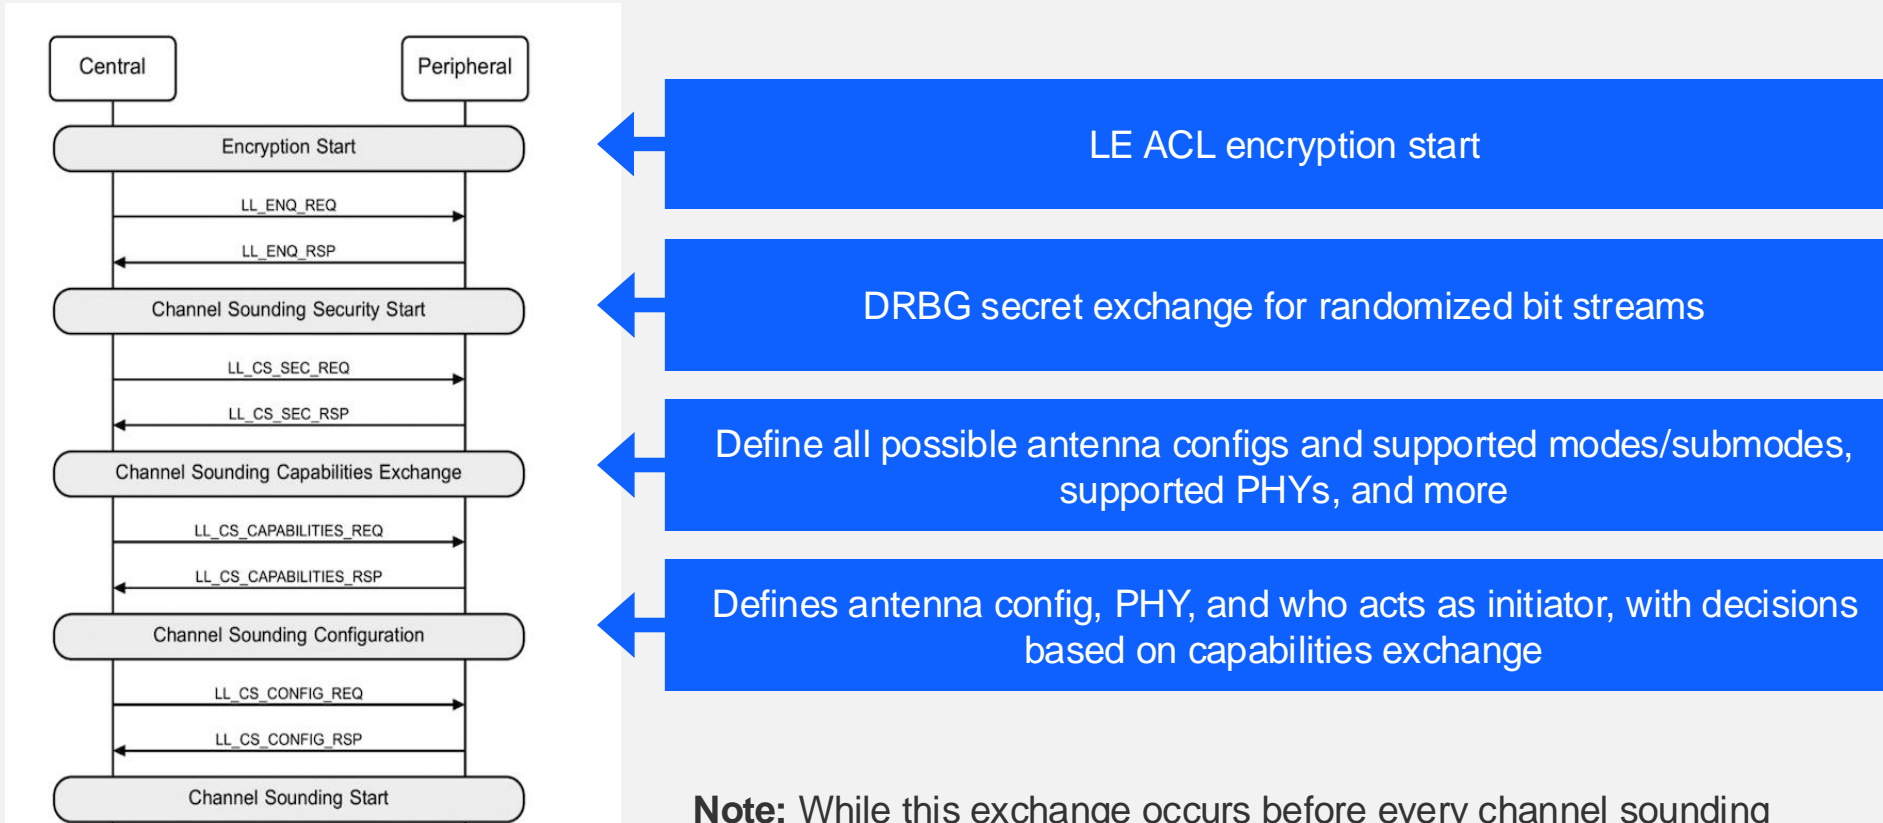 Central
Peripheral
Encryption Start
LL_ENQ_REQ
LL_ENQ_RSP
Channel Sounding Security Start
LL_CS_SEC_REQ
LL_CS_SEC_RSP
Channel Sounding Capabilities Exchange
LL_CS_CAPABILITIES_REQ
LL_CS_CAPABILITIES_RSP
Channel Sounding Configuration
LL_CS_CONFIG_REQ
LL_CS_CONFIG_RSP
Channel Sounding Start
LE ACL encryption start
DRBG secret exchange for randomized bit streams
Define all possible antenna configs and supported modes/submodes,
supported PHYs, and more
Defines antenna config, PHY, and who acts as initiator, with decisions
based on capabilities exchange
Note: While this exchange occurs before every channel sounding